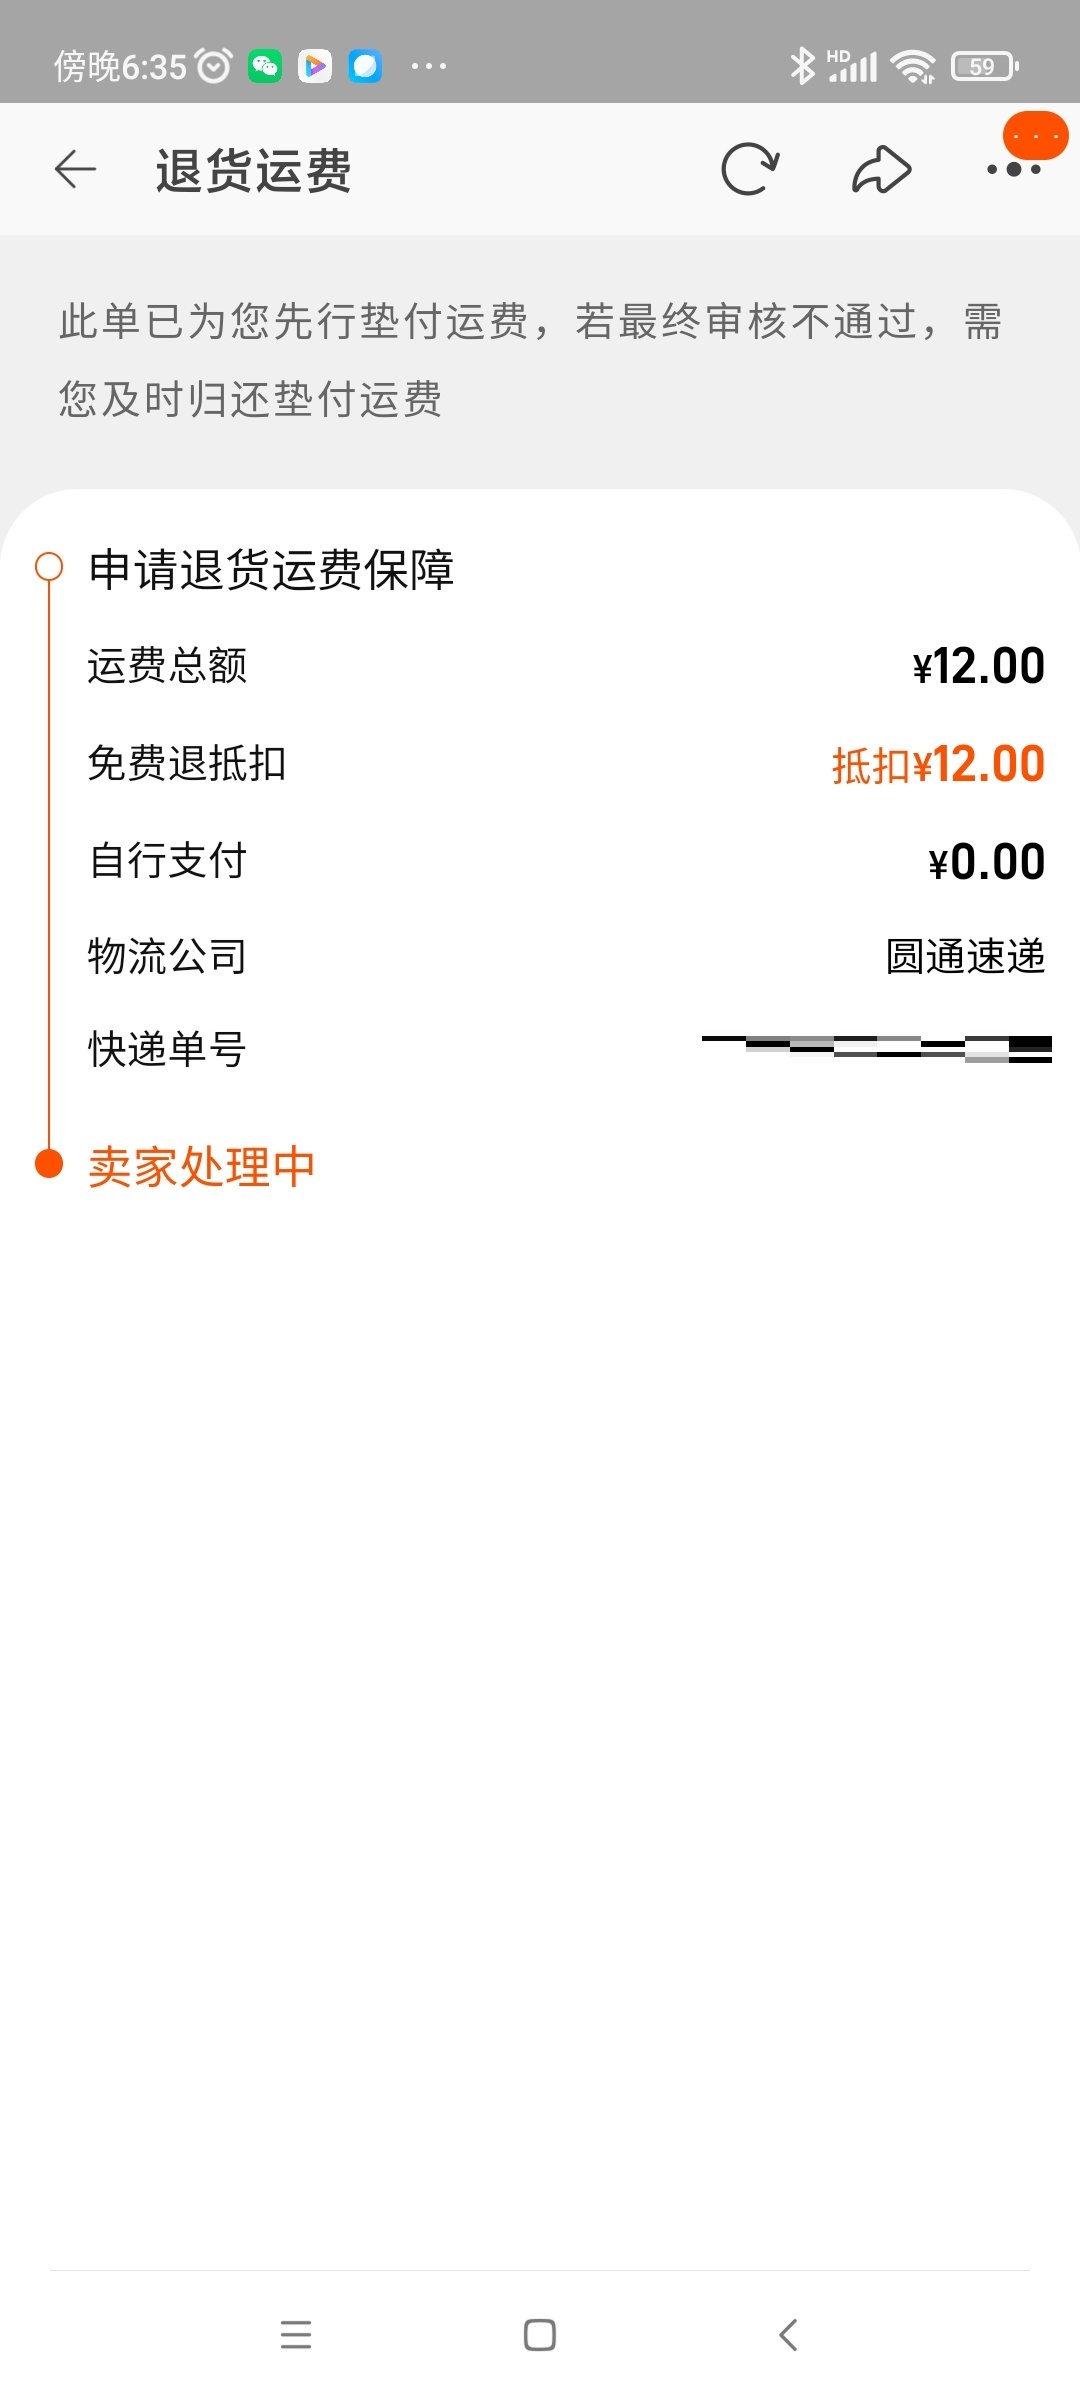 傍晚6:35
HD
59
退货运费
此单已为您先行垫付运费，若最终审核不通过，需
您及时归还垫付运费
申请退货运费保障
运费总额 ¥12.00
免费退抵扣 抵扣¥12.00
自行支付 ¥0.00
物流公司 圆通速递
快递单号
卖家处理中